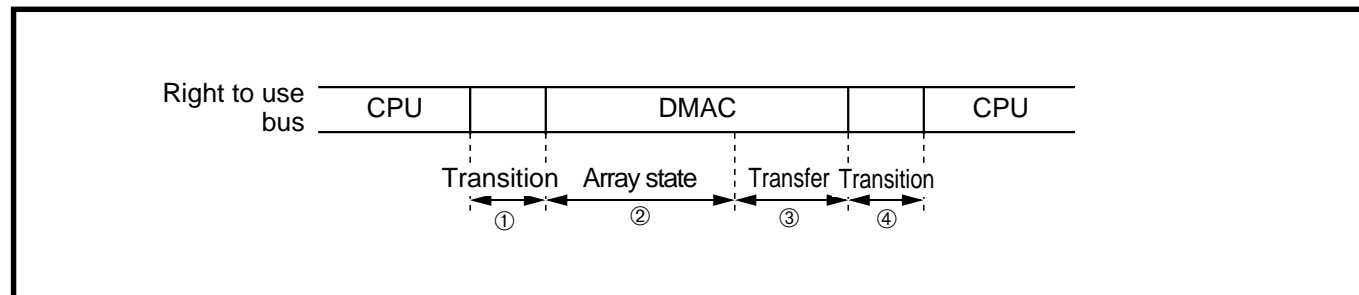 Right to use
bus
CPU
DMAC
CPU
Transition
Array state
Transfer
Transition
①
②
③
④